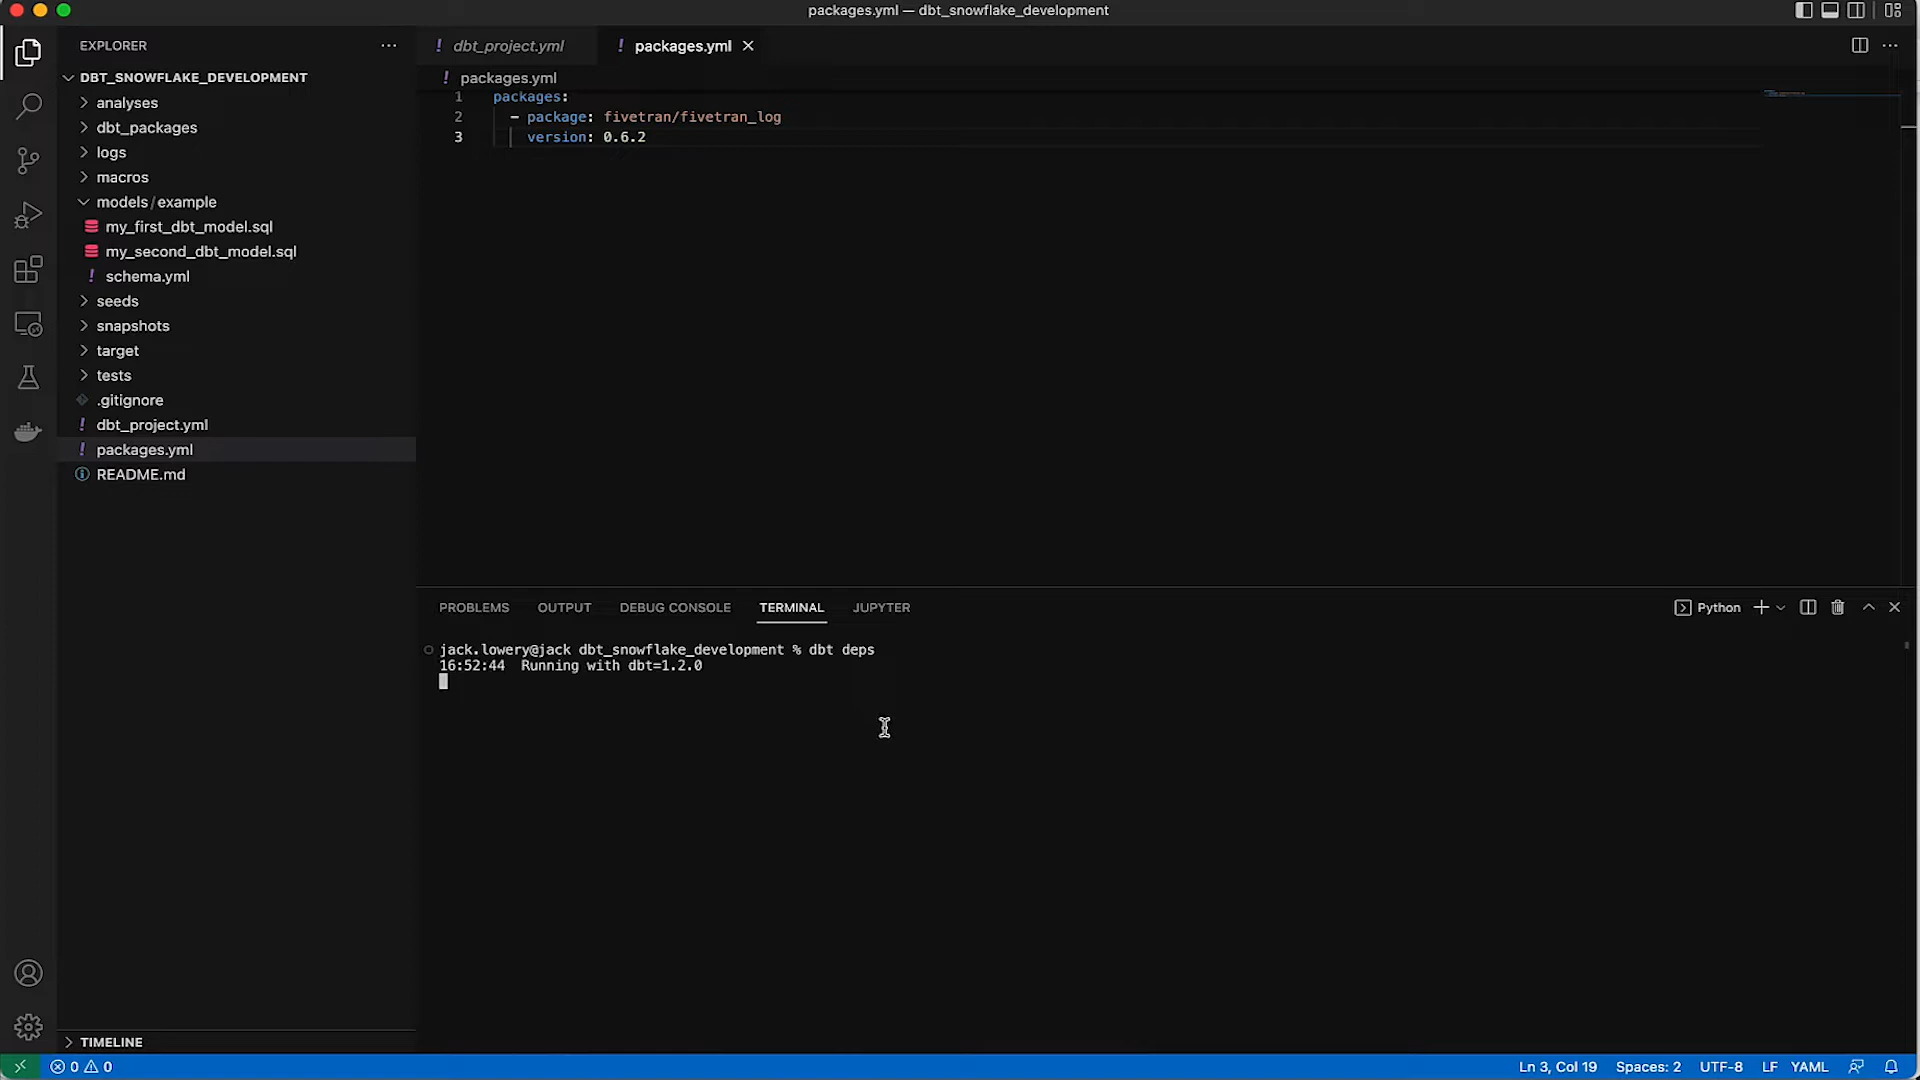 packages.yml — dbt_snowflake_development
EXPLORER
DBT_SNOWFLAKE_DEVELOPMENT
analyses
dbt_packages
logs
macros
models / example
my_first_dbt_model.sql
my_second_dbt_model.sql
! schema.yml
seeds
snapshots
target
tests
.gitignore
! dbt_project.yml
! packages.yml
README.md
TIMELINE
! dbt_project.yml
! packages.yml
! packages.yml
1 packages:
2 - package: fivetran/fivetran_log
3 version: 0.6.2
PROBLEMS OUTPUT DEBUG CONSOLE TERMINAL JUPYTER
Python
jack.lowery@jack dbt_snowflake_development % dbt deps
16:52:44 Running with dbt=1.2.0
0 0
Ln 3, Col 19 Spaces: 2 UTF-8 LF YAML